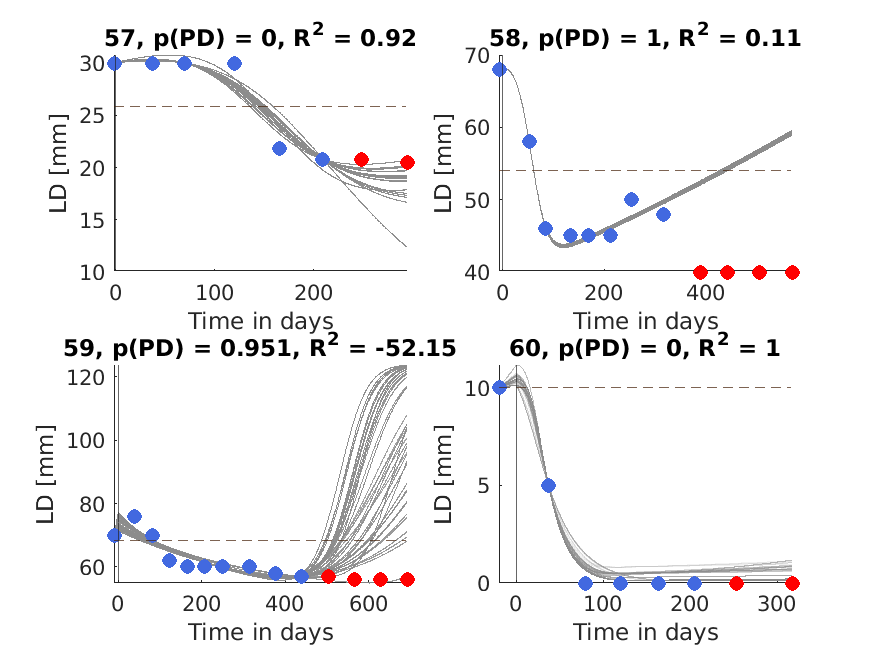 57, p(PD) = 0, R² = 0.92
LD [mm]
30
25
20
15
10
0
100
200
Time in days
58, p(PD) = 1, R² = 0.11
LD [mm]
70
60
50
40
0
200
400
Time in days
59, p(PD) = 0.951, R² = -52.15
LD [mm]
120
100
80
60
0
200
400
600
Time in days
60, p(PD) = 0, R² = 1
LD [mm]
10
5
0
0
100
200
300
Time in days